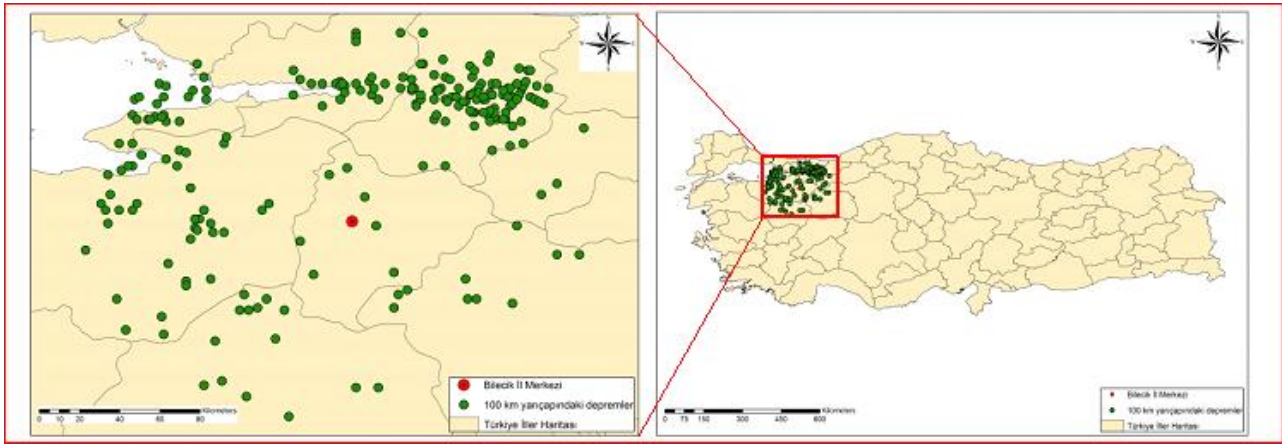 N
Bilecik İl Merkezi
100 km yarıçapındaki depremler
Türkiye İller Haritası
Kilometers
0 10 20 40 60 80
N
Bilecik İl Merkezi
100 km yarıçapındaki depremler
Türkiye İller Haritası
Kilometers
0 75 150 300 450 600